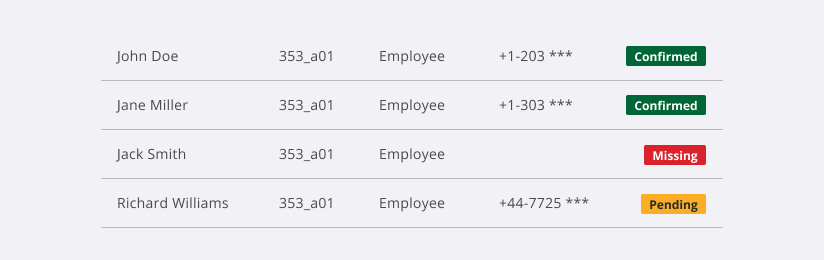 John Doe 353_a01 Employee +1-203 *** Confirmed
Jane Miller 353_a01 Employee +1-303 *** Confirmed
Jack Smith 353_a01 Employee Missing
Richard Williams 353_a01 Employee +44-7725 *** Pending